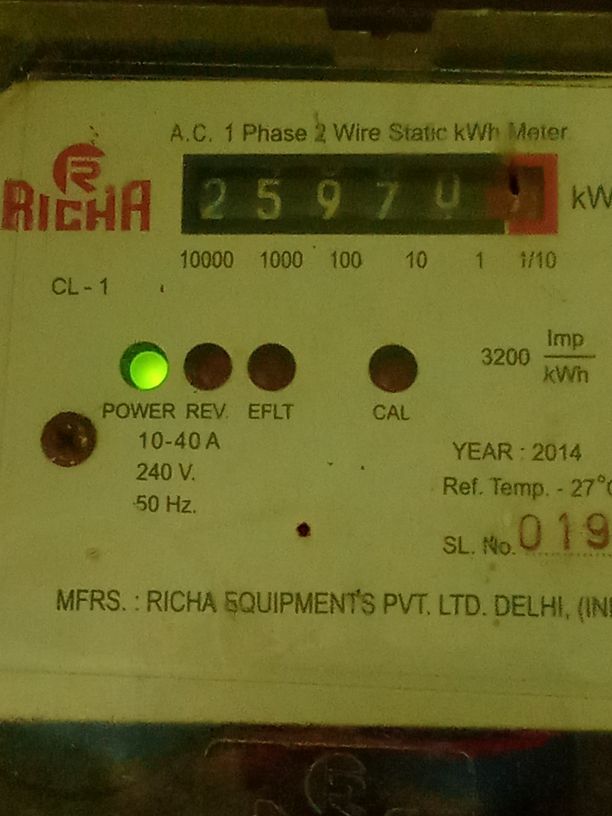 A.C. 1 Phase 2 Wire Static kWh Meter
RICHA
2 5 9 7 0
10000 1000 100 10 1 1/10
CL - 1
3200 Imp
kWh
POWER REV. EFLT CAL
10-40 A
240 V.
50 Hz.
YEAR : 2014
Ref. Temp. - 27°C
SL. No. 019
MFRS. : RICHA EQUIPMENT'S PVT. LTD. DELHI,